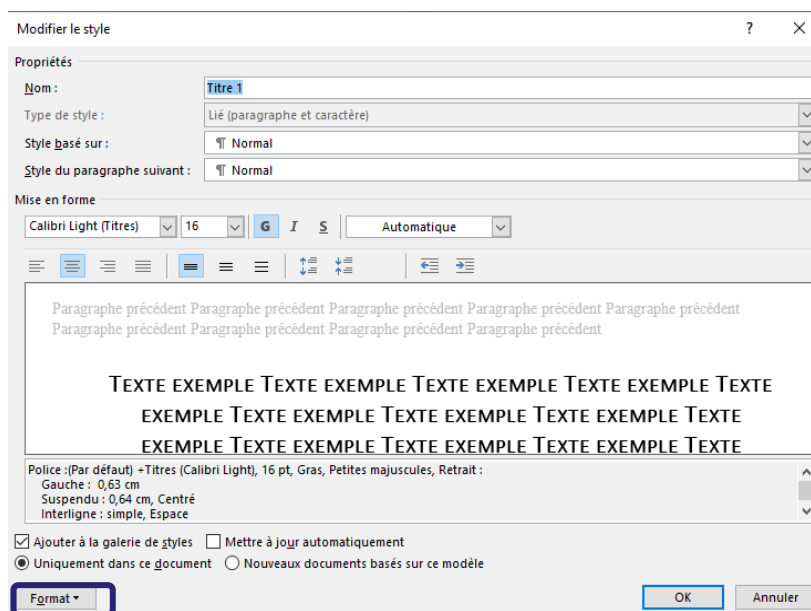 Modifier le style ? ×
Propriétés
Nom : Titre 1
Type de style : Lié (paragraphe et caractère)
Style basé sur : ¶ Normal
Style du paragraphe suivant : ¶ Normal
Mise en forme
Calibri Light (Titres) 16 G I S Automatique
Paragraphe précédent Paragraphe précédent Paragraphe précédent Paragraphe précédent Paragraphe précédent
Paragraphe précédent Paragraphe précédent Paragraphe précédent Paragraphe précédent
TEXTE EXEMPLE TEXTE EXEMPLE TEXTE EXEMPLE TEXTE EXEMPLE TEXTE
EXEMPLE TEXTE EXEMPLE TEXTE EXEMPLE TEXTE EXEMPLE TEXTE
EXEMPLE TEXTE EXEMPLE TEXTE EXEMPLE TEXTE EXEMPLE TEXTE
Police :(Par défaut) +Titres (Calibri Light), 16 pt, Gras, Petites majuscules, Retrait :
Gauche : 0,63 cm
Suspendu : 0,64 cm, Centré
Interligne : simple, Espace
Ajouter à la galerie de styles Mettre à jour automatiquement
Uniquement dans ce document Nouveaux documents basés sur ce modèle
Format OK Annuler